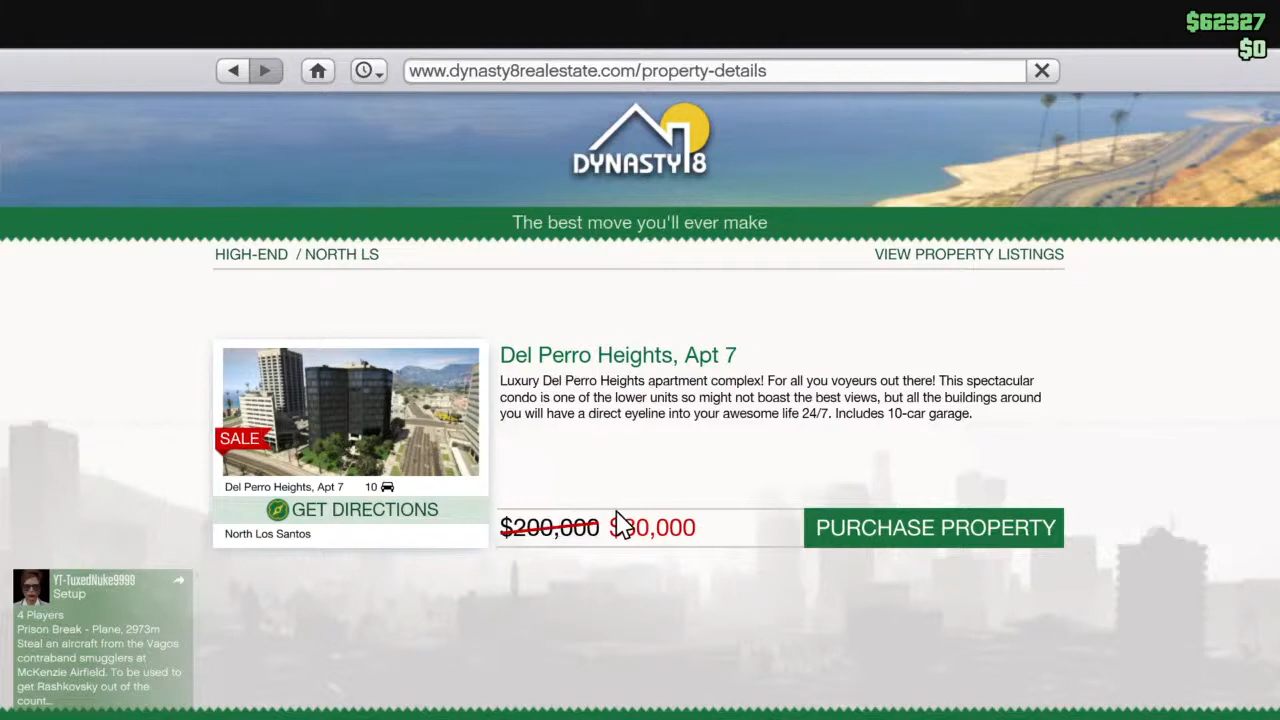 $62327
$0
www.dynasty8realestate.com/property-details
DYNASTY8
The best move you'll ever make
HIGH-END / NORTH LS
VIEW PROPERTY LISTINGS
Del Perro Heights, Apt 7
Luxury Del Perro Heights apartment complex! For all you voyeurs out there! This spectacular
condo is one of the lower units so might not boast the best views, but all the buildings around
you will have a direct eyeline into your awesome life 24/7. Includes 10-car garage.
SALE
Del Perro Heights, Apt 7 10
GET DIRECTIONS
North Los Santos
$200,000
PURCHASE PROPERTY
YT-TuxedNuke9999
Setup
4 Players
Prison Break - Plane, 2973m
Steal an aircraft from the Vagos
contraband smugglers at
McKenzie Airfield. To be used to
get Rashkovsky out of the
count...